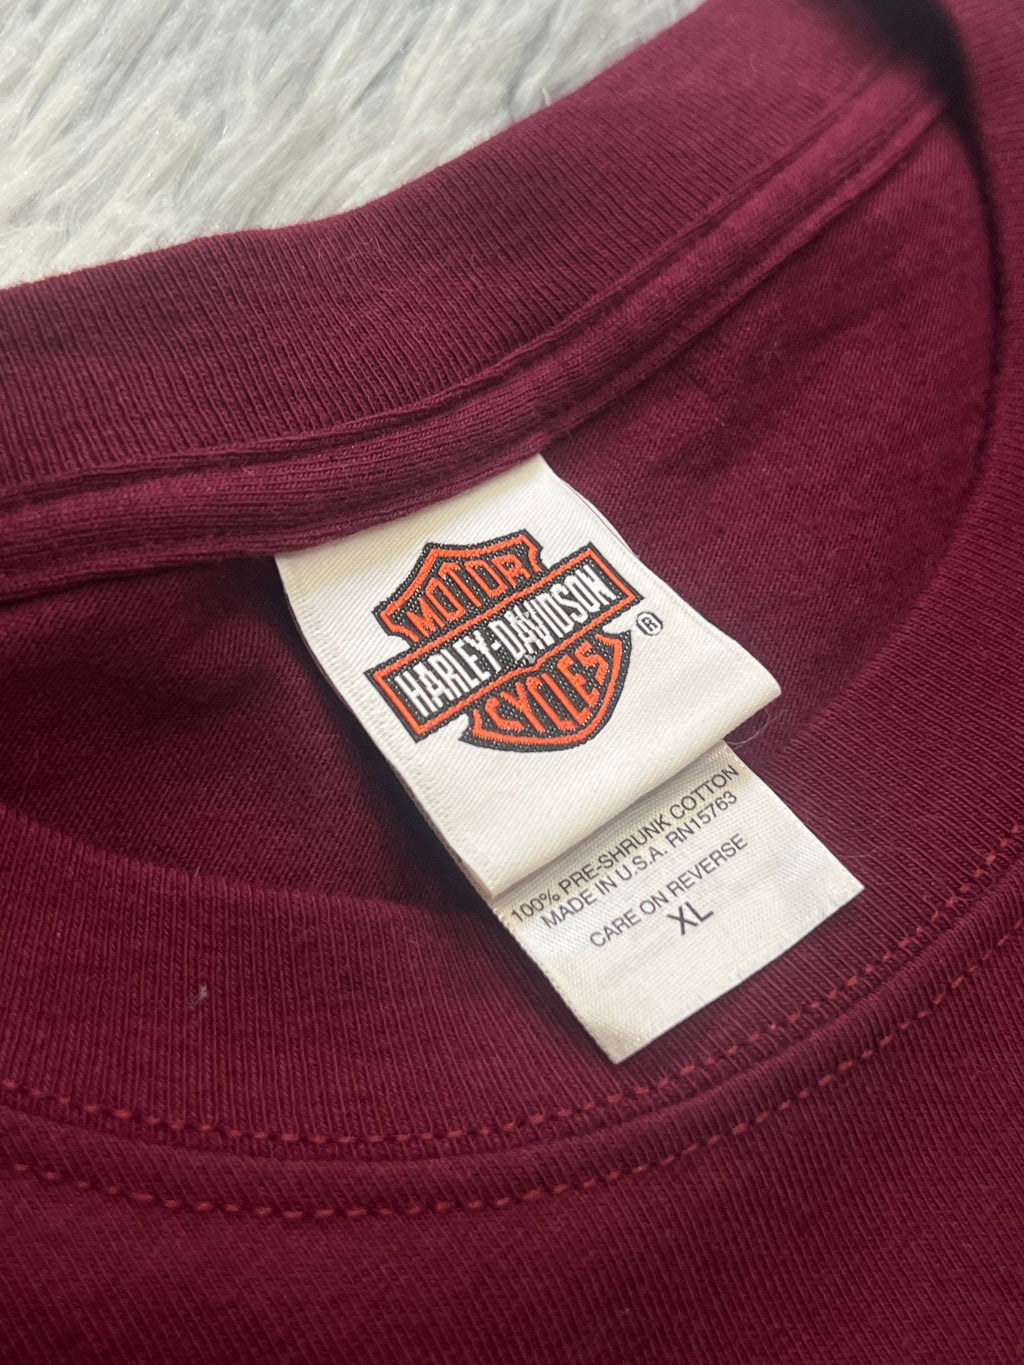 MOTOR
HARLEY-DAVIDSON
CYCLES
®
100% PRE-SHRUNK COTTON
MADE IN U.S.A. RN15763
CARE ON REVERSE
XL